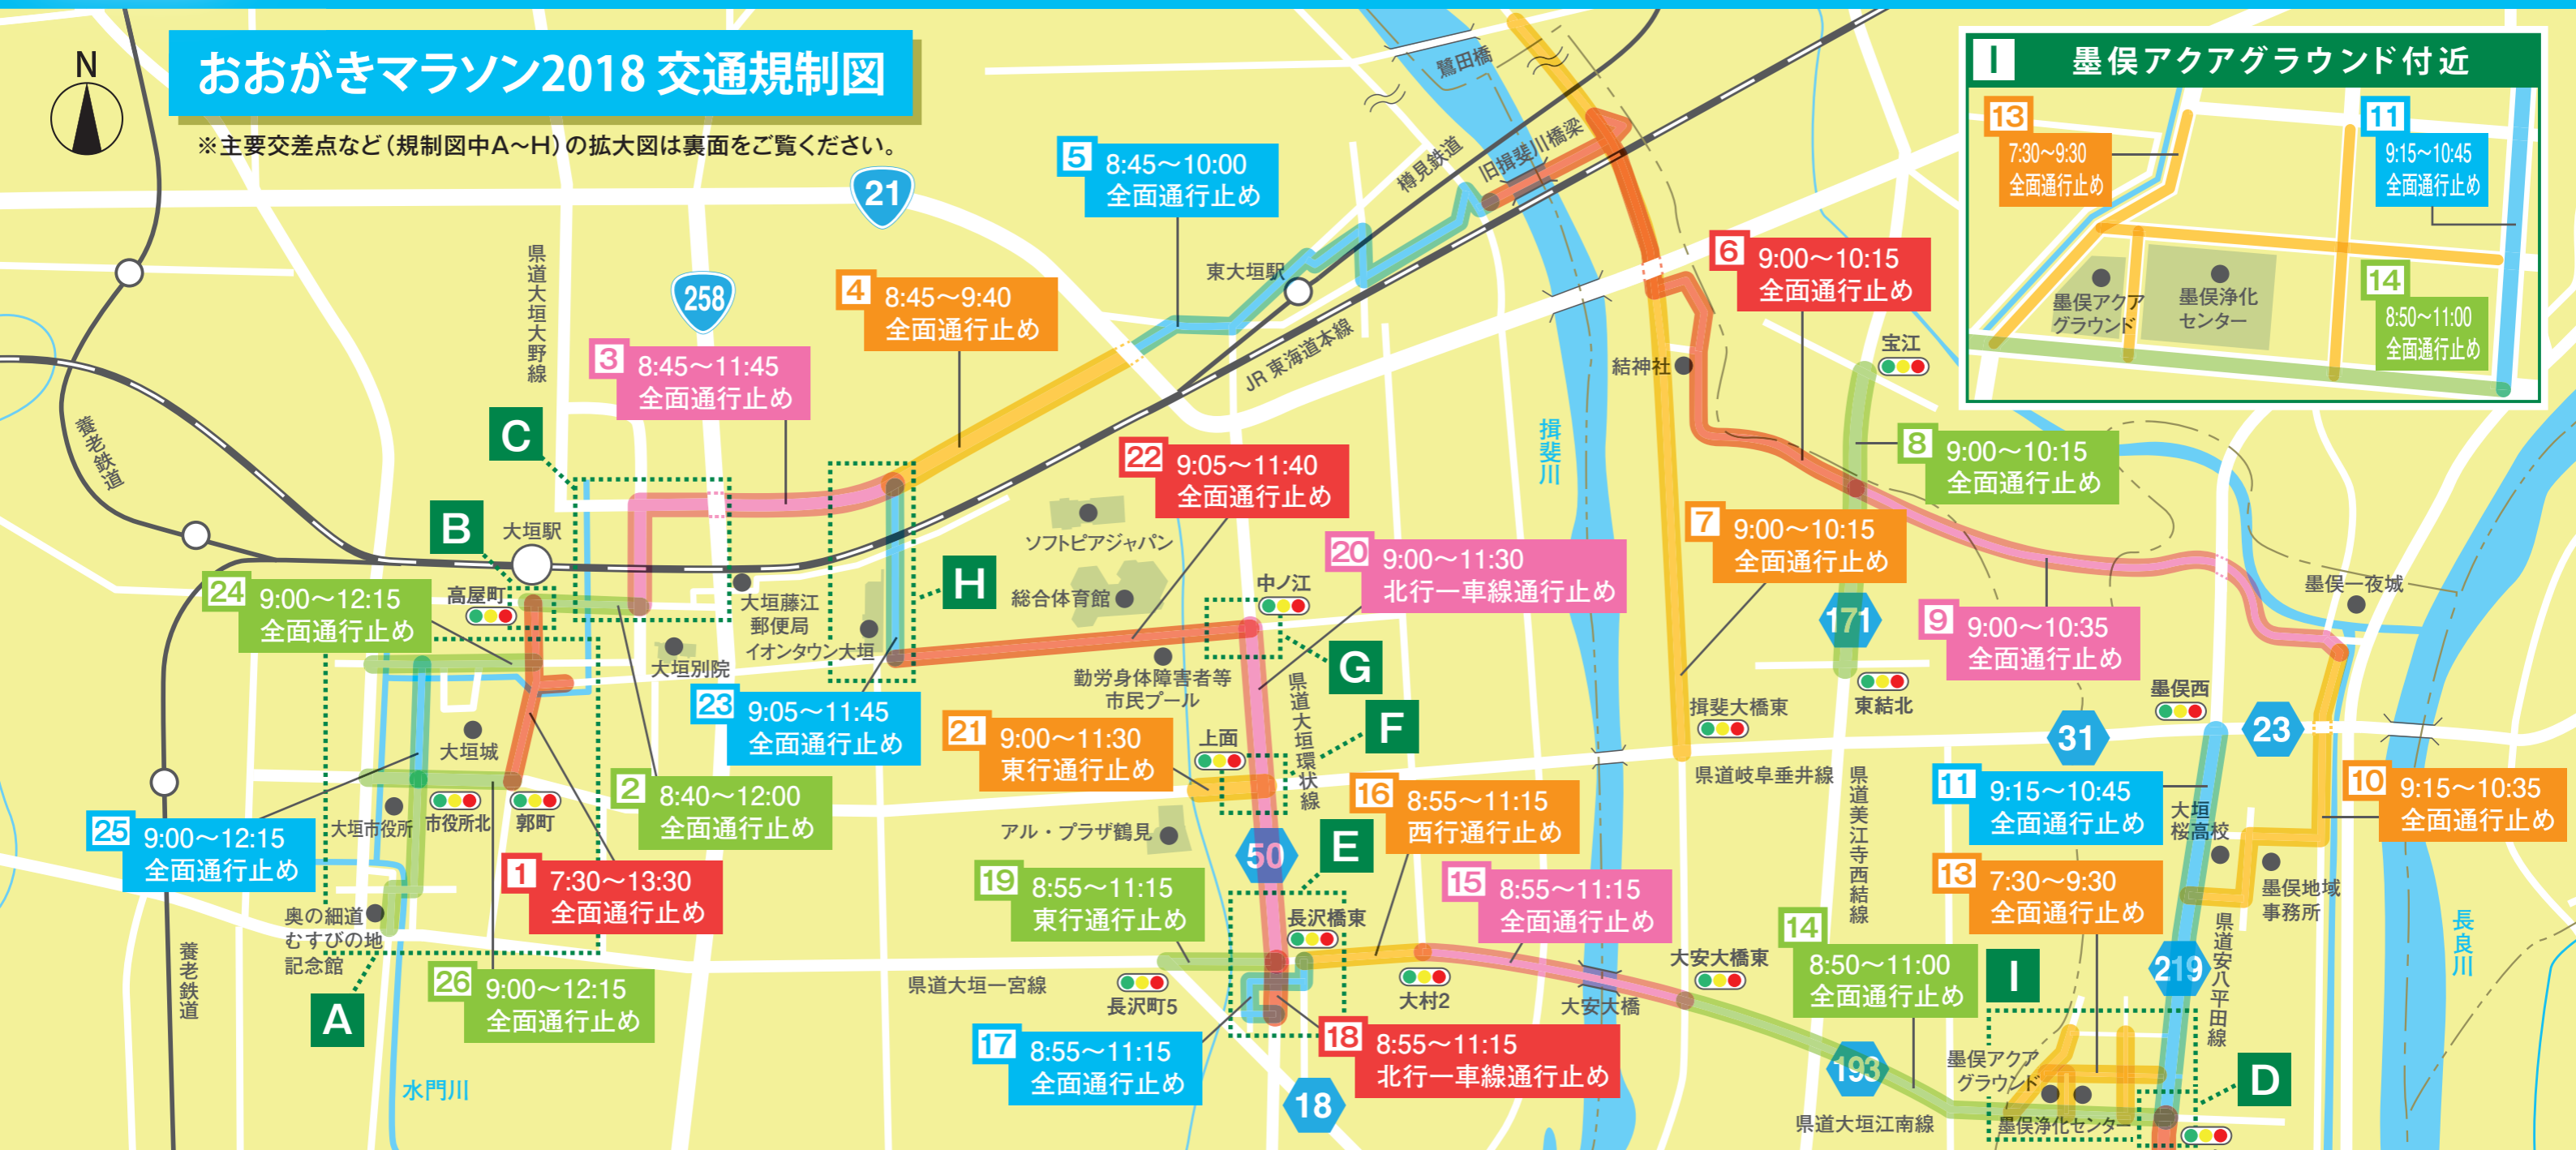 N
おおがきマラソン2018 交通規制図
※主要交差点など（規制図中A～H）の拡大図は裏面をご覧ください。
I 墨俣アクアグラウンド付近
13
7:30～9:30
全面通行止め
11
9:15～10:45
全面通行止め
14
8:50～11:00
全面通行止め
墨俣アクア
グラウンド
墨俣浄化
センター
鷺田橋
樽見鉄道
旧揖斐川橋梁
21
5
8:45～10:00
全面通行止め
東大垣駅
JR 東海道本線
県道大垣大野線
258
4
8:45～9:40
全面通行止め
3
8:45～11:45
全面通行止め
6
9:00～10:15
全面通行止め
結神社
宝江
養老鉄道
C
22
9:05～11:40
全面通行止め
揖斐川
8
9:00～10:15
全面通行止め
B
大垣駅
ソフトピアジャパン
20
9:00～11:30
北行一車線通行止め
7
9:00～10:15
全面通行止め
24
9:00～12:15
全面通行止め
高屋町
大垣藤江
郵便局
イオンタウン大垣
H
総合体育館
中ノ江
171
9
9:00～10:35
全面通行止め
墨俣一夜城
大垣別院
勤労身体障害者等
市民プール
G
県道大垣環状線
揖斐大橋東
東結北
墨俣西
23
9:05～11:45
全面通行止め
21
9:00～11:30
東行通行止め
上面
F
31
23
大垣城
県道岐阜垂井線
県道美江寺西結線
2
8:40～12:00
全面通行止め
16
8:55～11:15
西行通行止め
11
9:15～10:45
全面通行止め
大垣
桜高校
10
9:15～10:35
全面通行止め
25
9:00～12:15
全面通行止め
大垣市役所
市役所北
郭町
アル・プラザ鶴見
50
E
1
7:30～13:30
全面通行止め
19
8:55～11:15
東行通行止め
15
8:55～11:15
全面通行止め
13
7:30～9:30
全面通行止め
墨俣地域
事務所
奥の細道
むすびの地
記念館
長沢橋東
14
8:50～11:00
全面通行止め
県道安八平田線
長良川
養老鉄道
26
9:00～12:15
全面通行止め
県道大垣一宮線
長沢町5
大村2
大安大橋
大安大橋東
219
I
A
17
8:55～11:15
全面通行止め
18
8:55～11:15
北行一車線通行止め
水門川
18
193
墨俣アクア
グラウンド
D
県道大垣江南線
墨俣浄化センター